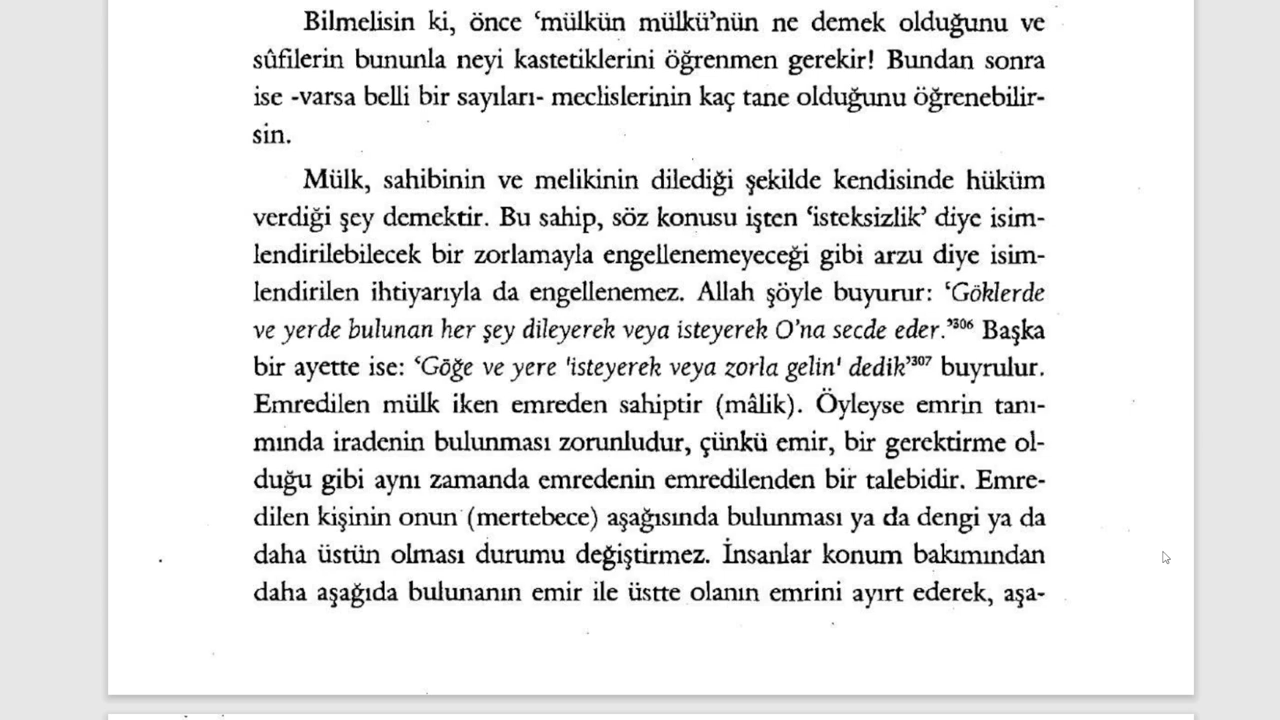 Bilmelisin ki, önce ‘mülkün mülkü’nün ne demek olduğunu ve
sûfilerin bununla neyi kastetiklerini öğrenmen gerekir! Bundan sonra
ise -varsa belli bir sayıları- meclislerinin kaç tane olduğunu öğrenebilir-
sin.
Mülk, sahibinin ve melikinin dilediği şekilde kendisinde hüküm
verdiği şey demektir. Bu sahip, söz konusu işten ‘isteksizlik’ diye isim-
lendirilebilecek bir zorlamayla engellenemeyeceği gibi arzu diye isim-
lendirilen ihtiyarıyla da engellenemez. Allah şöyle buyurur: ‘Göklerde
ve yerde bulunan her şey dileyerek veya isteyerek O’na secde eder.’³⁰⁶ Başka
bir ayette ise: ‘Göğe ve yere 'isteyerek veya zorla gelin' dedik’³⁰⁷ buyrulur.
Emredilen mülk iken emreden sahiptir (mâlik). Öyleyse emrin tanı-
mında iradenin bulunması zorunludur, çünkü emir, bir gerektirme ol-
duğu gibi aynı zamanda emredenin emredilenden bir talebidir. Emre-
dilen kişinin onun (mertebece) aşağısında bulunması ya da dengi ya da
daha üstün olması durumu değiştirmez. İnsanlar konum bakımından
daha aşağıda bulunanın emir ile üstte olanın emrini ayırt ederek, aşa-